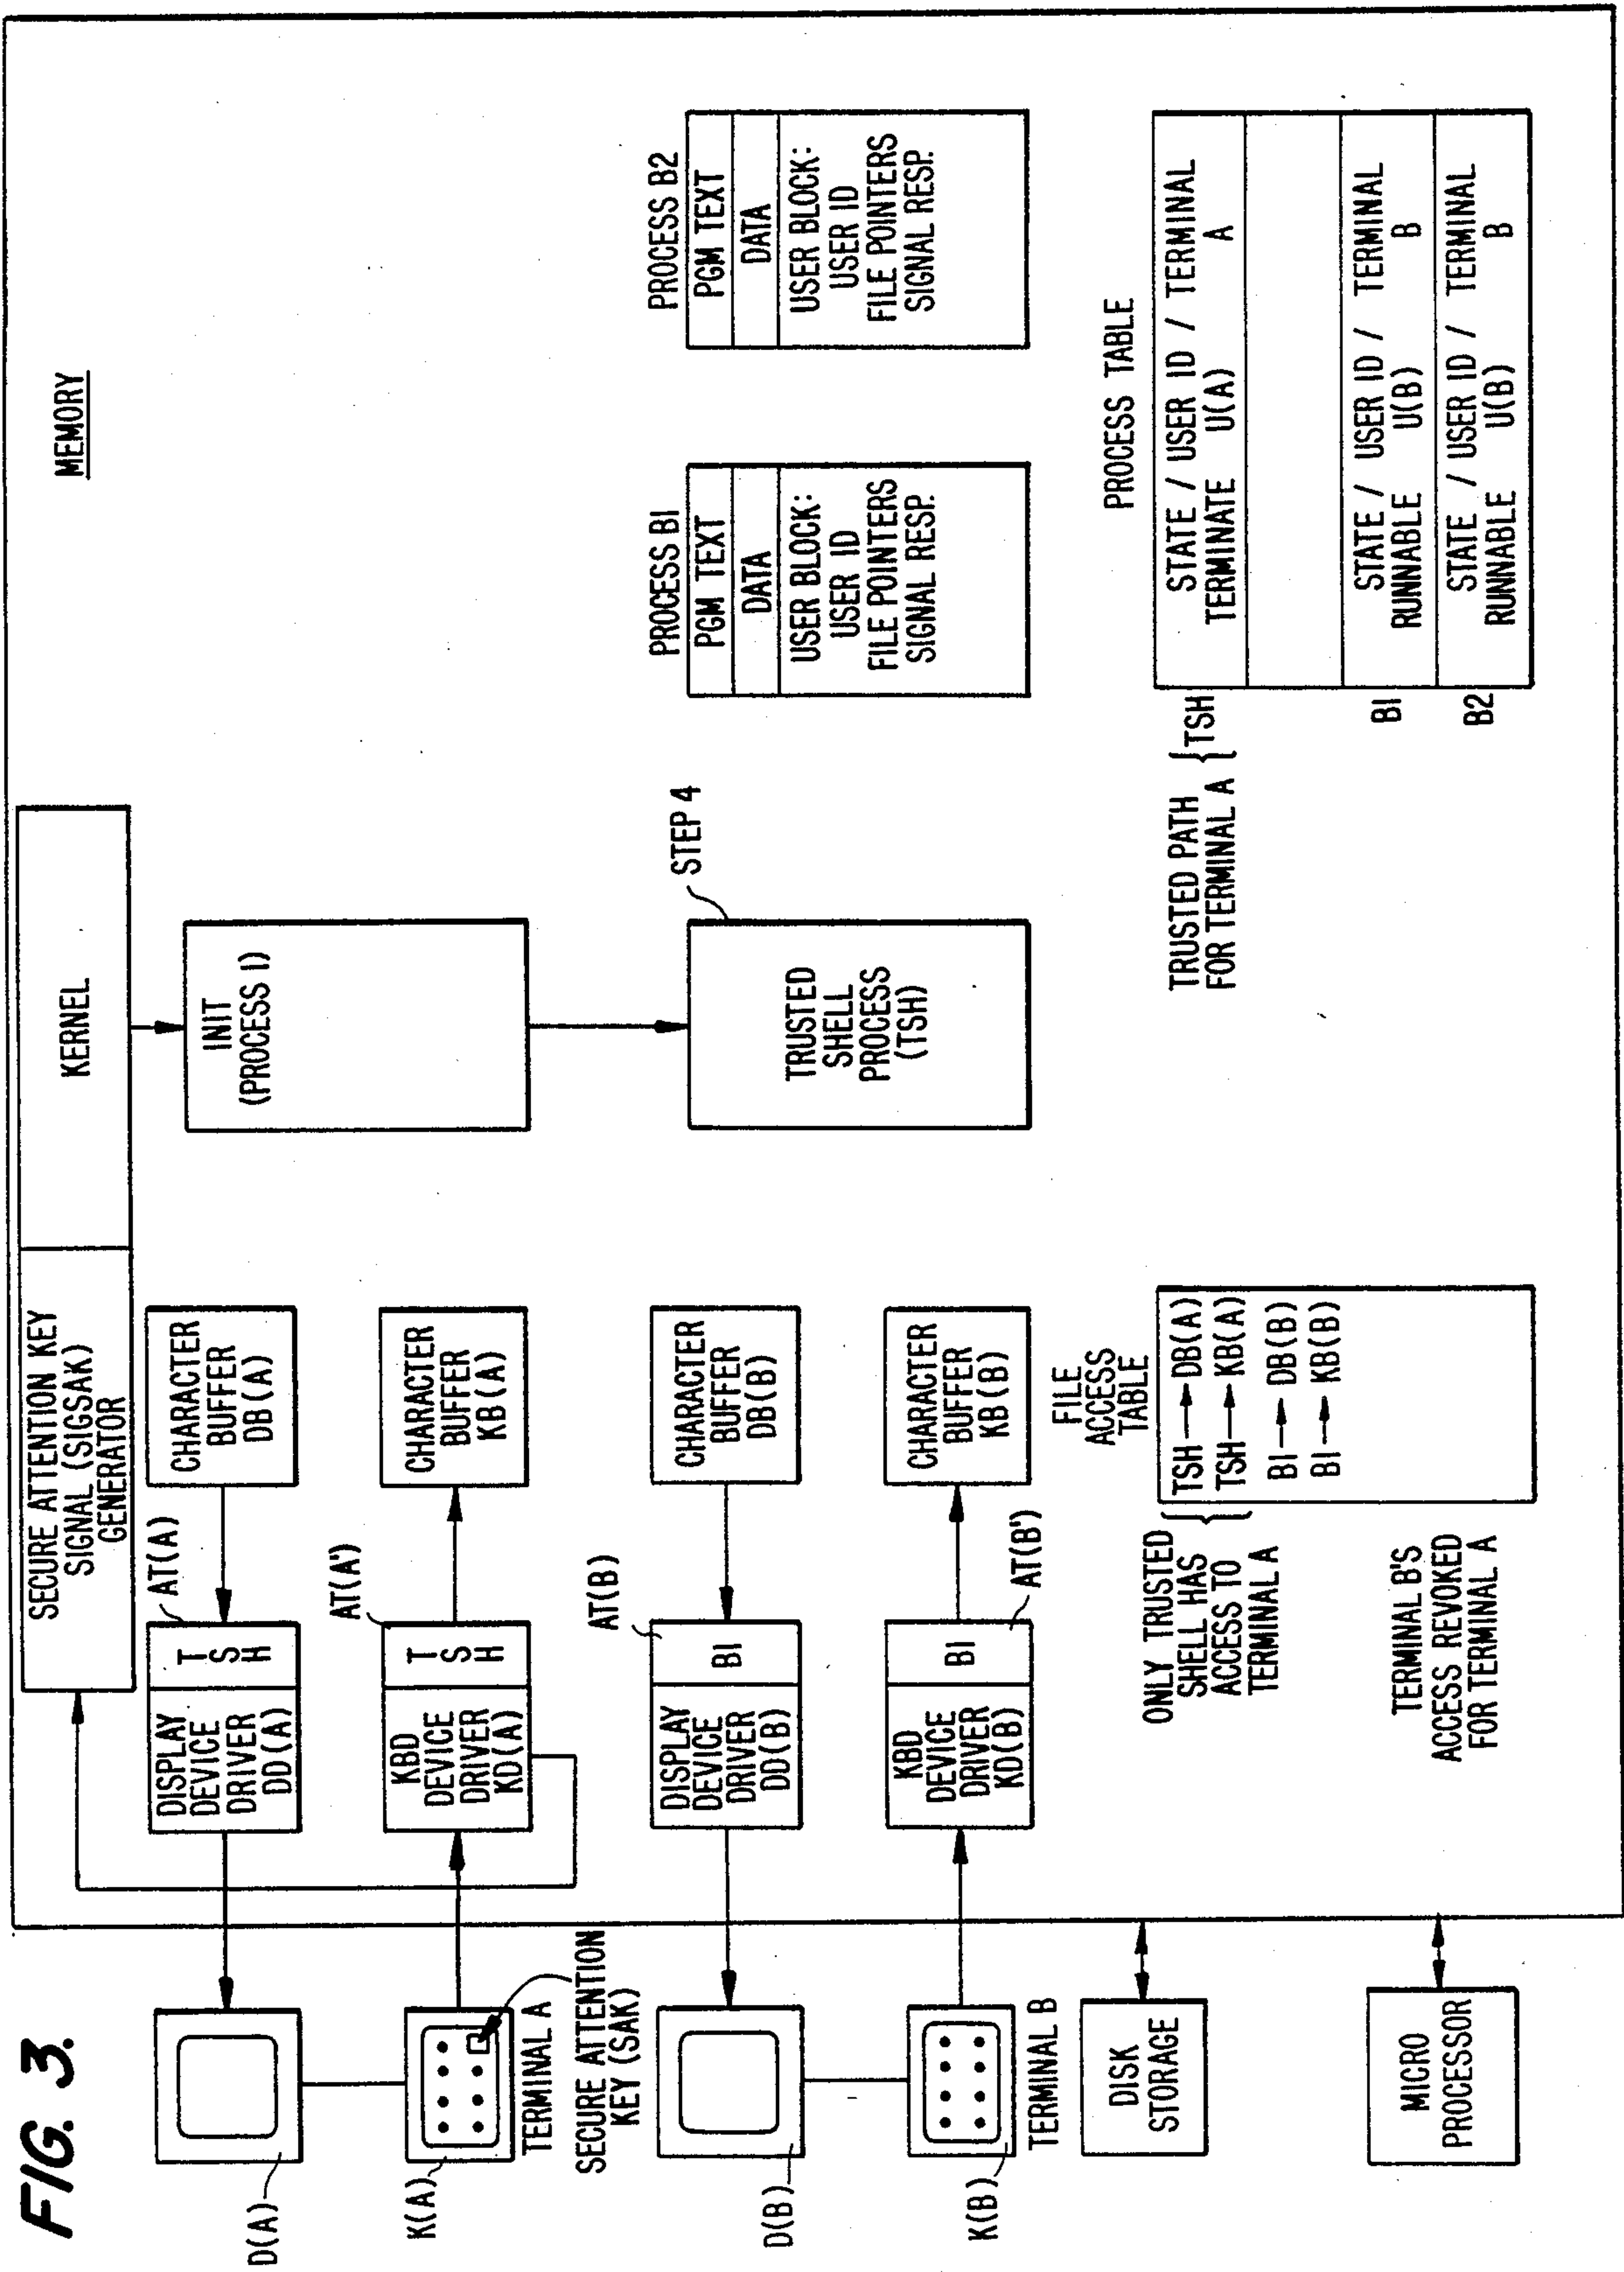 FIG. 3.
MEMORY
SECURE ATTENTION KEY
SIGNAL (SIGSAK)
GENERATOR
KERNEL
D(A)
DISPLAY
DEVICE
DRIVER
DD(A)
TSH
AT(A)
CHARACTER
BUFFER
DB(A)
INIT
(PROCESS 1)
K(A)
TERMINAL A
SECURE ATTENTION
KEY (SAK)
KBD
DEVICE
DRIVER
KD(A)
TSH
AT(A')
CHARACTER
BUFFER
KB(A)
D(B)
DISPLAY
DEVICE
DRIVER
DD(B)
B1
AT(B)
CHARACTER
BUFFER
DB(B)
TRUSTED
SHELL
PROCESS
(TSH)
STEP 4
PROCESS B1
PGM TEXT
DATA
USER BLOCK:
USER ID
FILE POINTERS
SIGNAL RESP.
PROCESS B2
PGM TEXT
DATA
USER BLOCK:
USER ID
FILE POINTERS
SIGNAL RESP.
K(B)
TERMINAL B
KBD
DEVICE
DRIVER
KD(B)
B1
AT(B')
CHARACTER
BUFFER
KB(B)
DISK
STORAGE
MICRO
PROCESSOR
FILE
ACCESS
TABLE
TSH → DB(A)
TSH → KB(A)
B1 → DB(B)
B1 → KB(B)
ONLY TRUSTED
SHELL HAS
ACCESS TO
TERMINAL A
TERMINAL B'S
ACCESS REVOKED
FOR TERMINAL A
PROCESS TABLE
TRUSTED PATH
FOR TERMINAL A { TSH
STATE / USER ID / TERMINAL
TERMINATE U(A) A
B1
STATE / USER ID / TERMINAL
RUNNABLE U(B) B
B2
STATE / USER ID / TERMINAL
RUNNABLE U(B) B